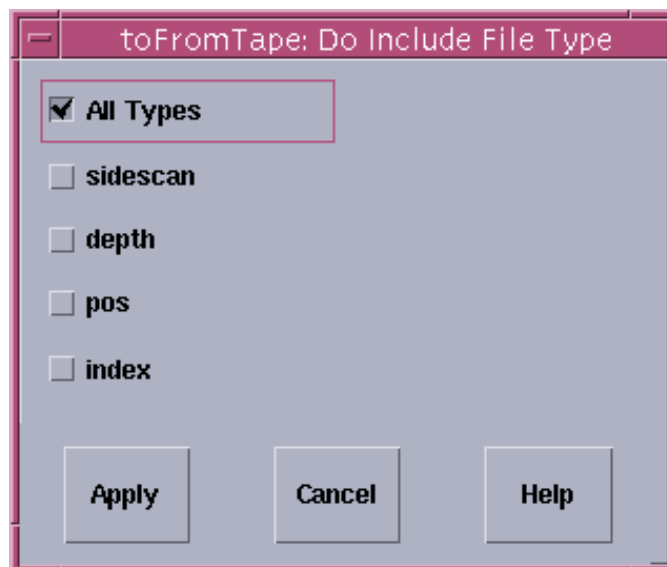 toFromTape: Do Include File Type
All Types
sidescan
depth
pos
index
Apply Cancel Help